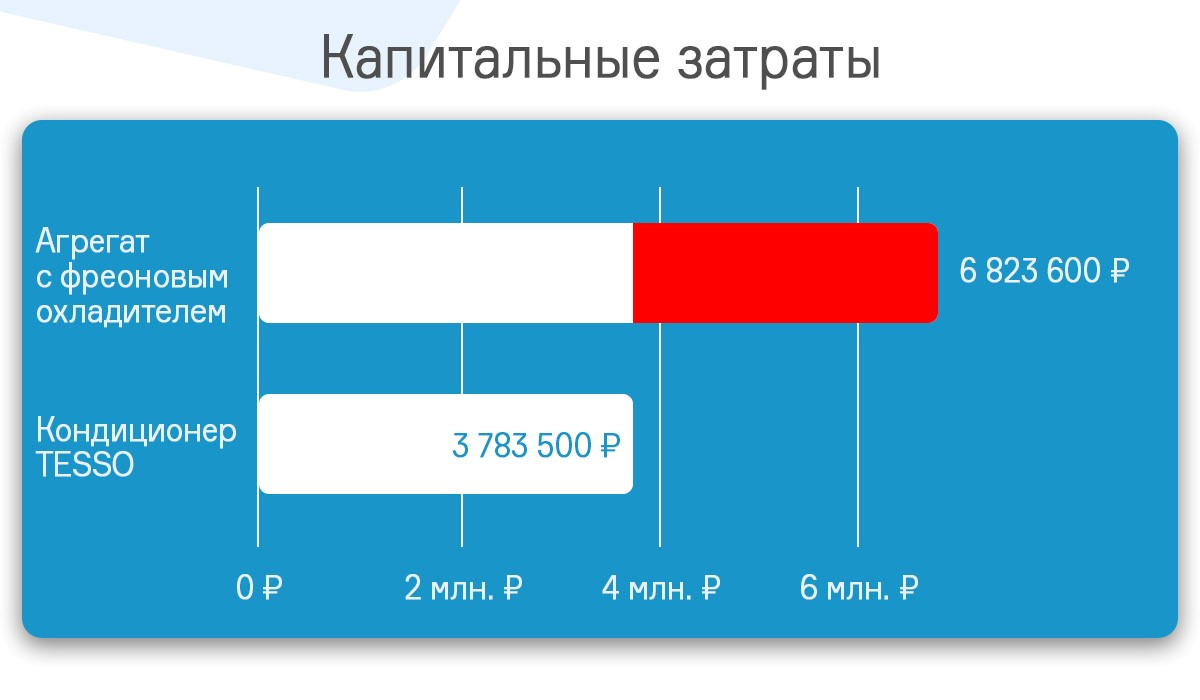 Капитальные затраты
Агрегат
с фреоновым
охладителем
6 823 600 ₽
Кондиционер
TESSO
3 783 500 ₽
0 ₽
2 млн. ₽
4 млн. ₽
6 млн. ₽